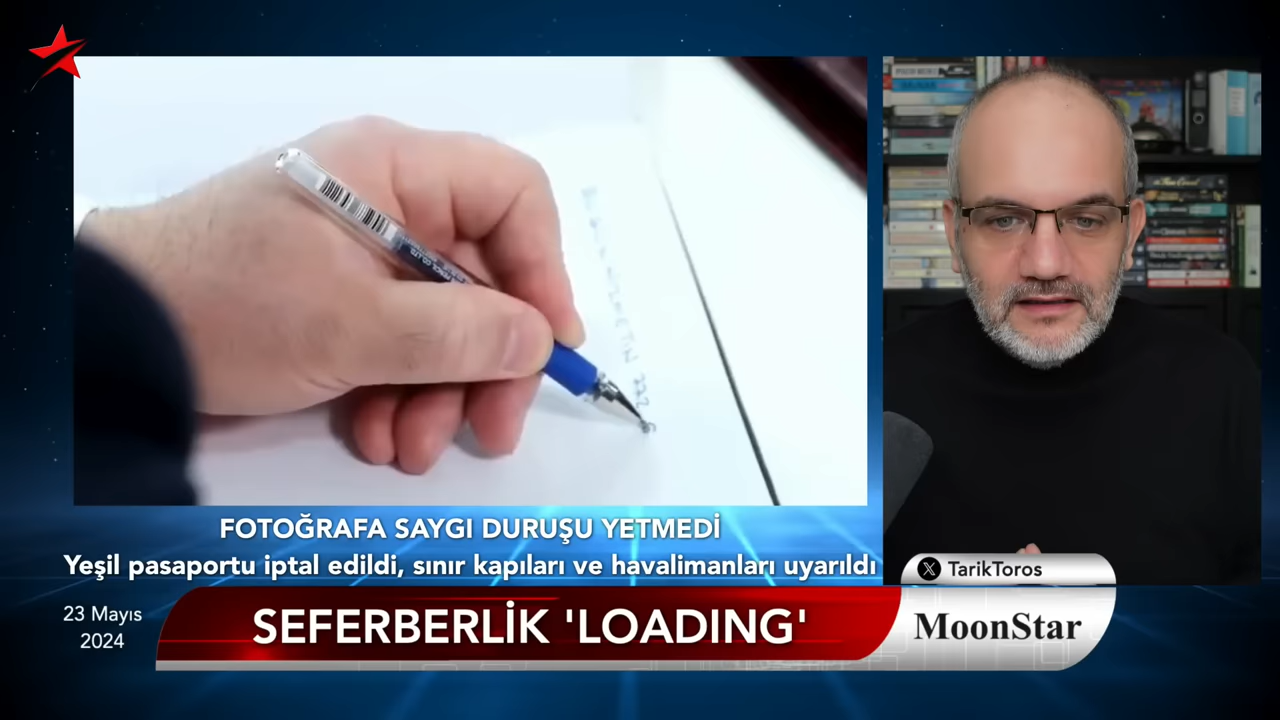 FOTOĞRAFA SAYGI DURUŞU YETMEDİ
Yeşil pasaportu iptal edildi, sınır kapıları ve havalimanları uyarıldı
TarikToros
23 Mayıs
2024
SEFERBERLİK 'LOADING'
MoonStar